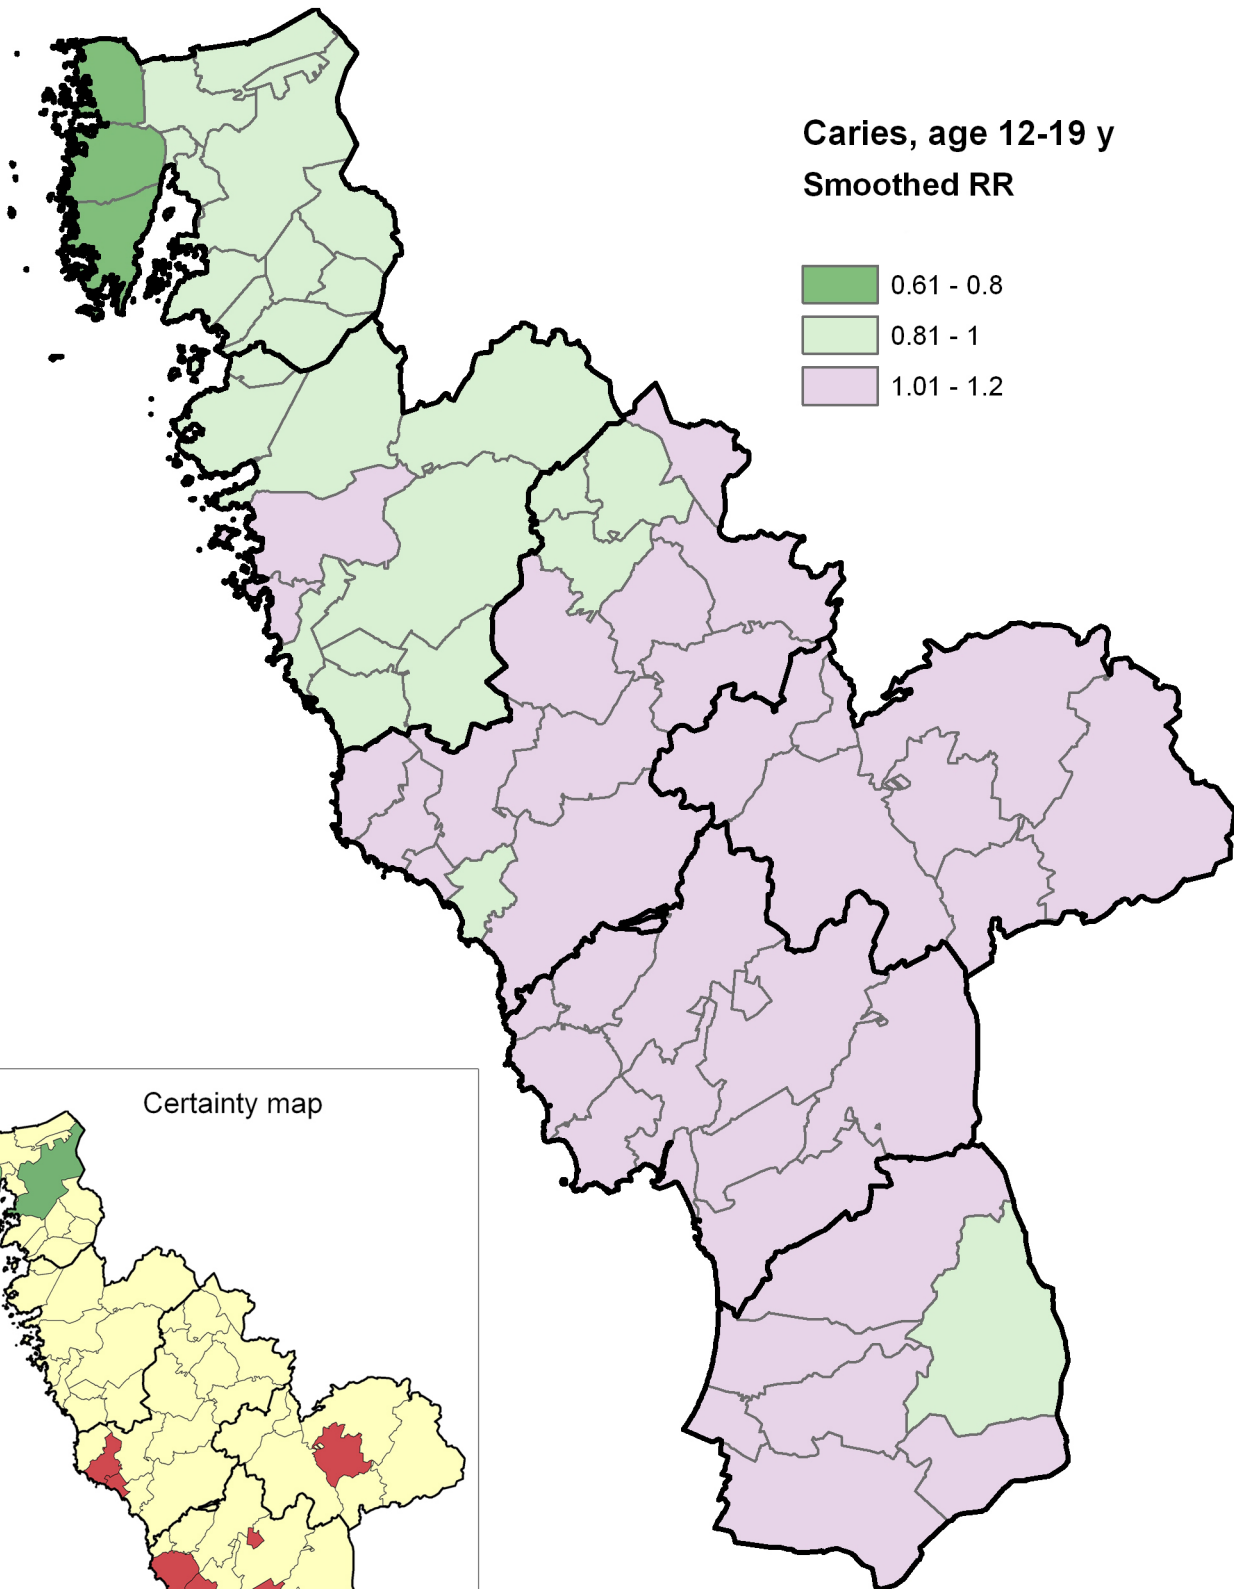 Caries, age 12-19 y
Smoothed RR
0.61 - 0.8
0.81 - 1
1.01 - 1.2
Certainty map